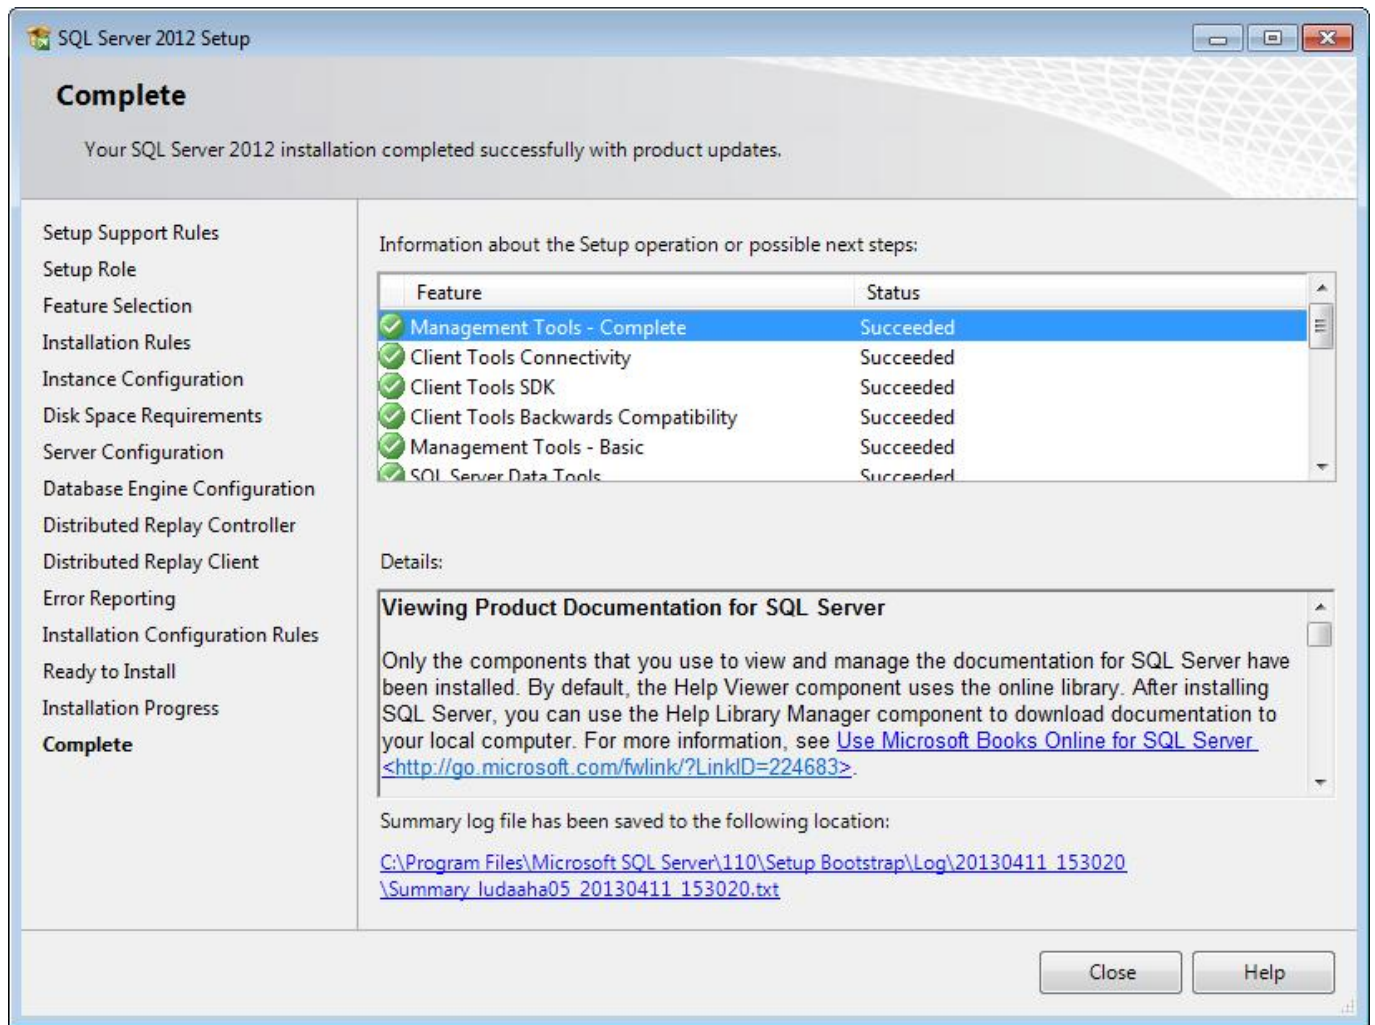 SQL Server 2012 Setup
Complete
Your SQL Server 2012 installation completed successfully with product updates.
Setup Support Rules
Setup Role
Feature Selection
Installation Rules
Instance Configuration
Disk Space Requirements
Server Configuration
Database Engine Configuration
Distributed Replay Controller
Distributed Replay Client
Error Reporting
Installation Configuration Rules
Ready to Install
Installation Progress
Complete
Information about the Setup operation or possible next steps:
Feature Status
Management Tools - Complete Succeeded
Client Tools Connectivity Succeeded
Client Tools SDK Succeeded
Client Tools Backwards Compatibility Succeeded
Management Tools - Basic Succeeded
SQL Server Data Tools Succeeded
Details:
Viewing Product Documentation for SQL Server
Only the components that you use to view and manage the documentation for SQL Server have
been installed. By default, the Help Viewer component uses the online library. After installing
SQL Server, you can use the Help Library Manager component to download documentation to
your local computer. For more information, see Use Microsoft Books Online for SQL Server
<http://go.microsoft.com/fwlink/?LinkID=224683>.
Summary log file has been saved to the following location:
C:\Program Files\Microsoft SQL Server\110\Setup Bootstrap\Log\20130411_153020
\Summary_ludaaha05_20130411_153020.txt
Close Help